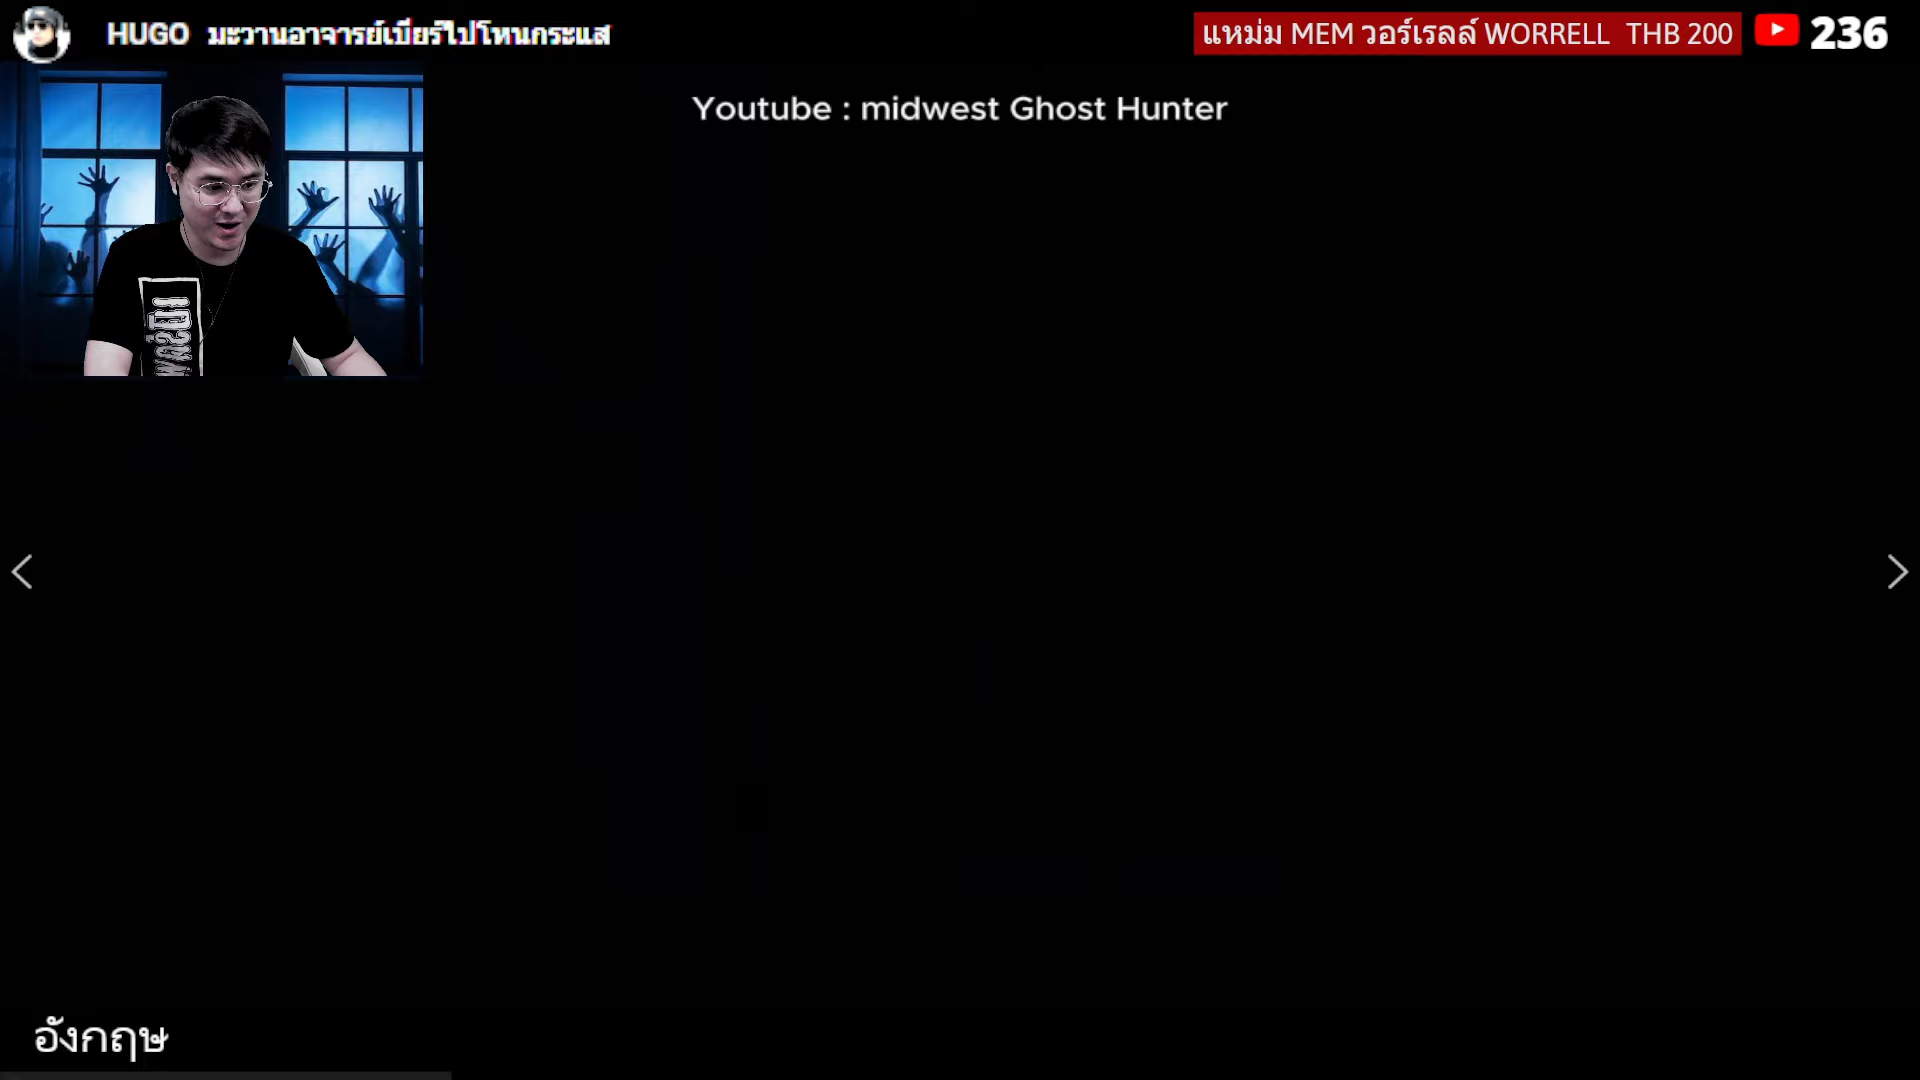 HUGO มะวานอาจารย์เบียร์ไปโหนกระแส
แหม่ม MEM วอร์เรลล์ WORRELL THB 200
236
Youtube : midwest Ghost Hunter
อังกฤษ